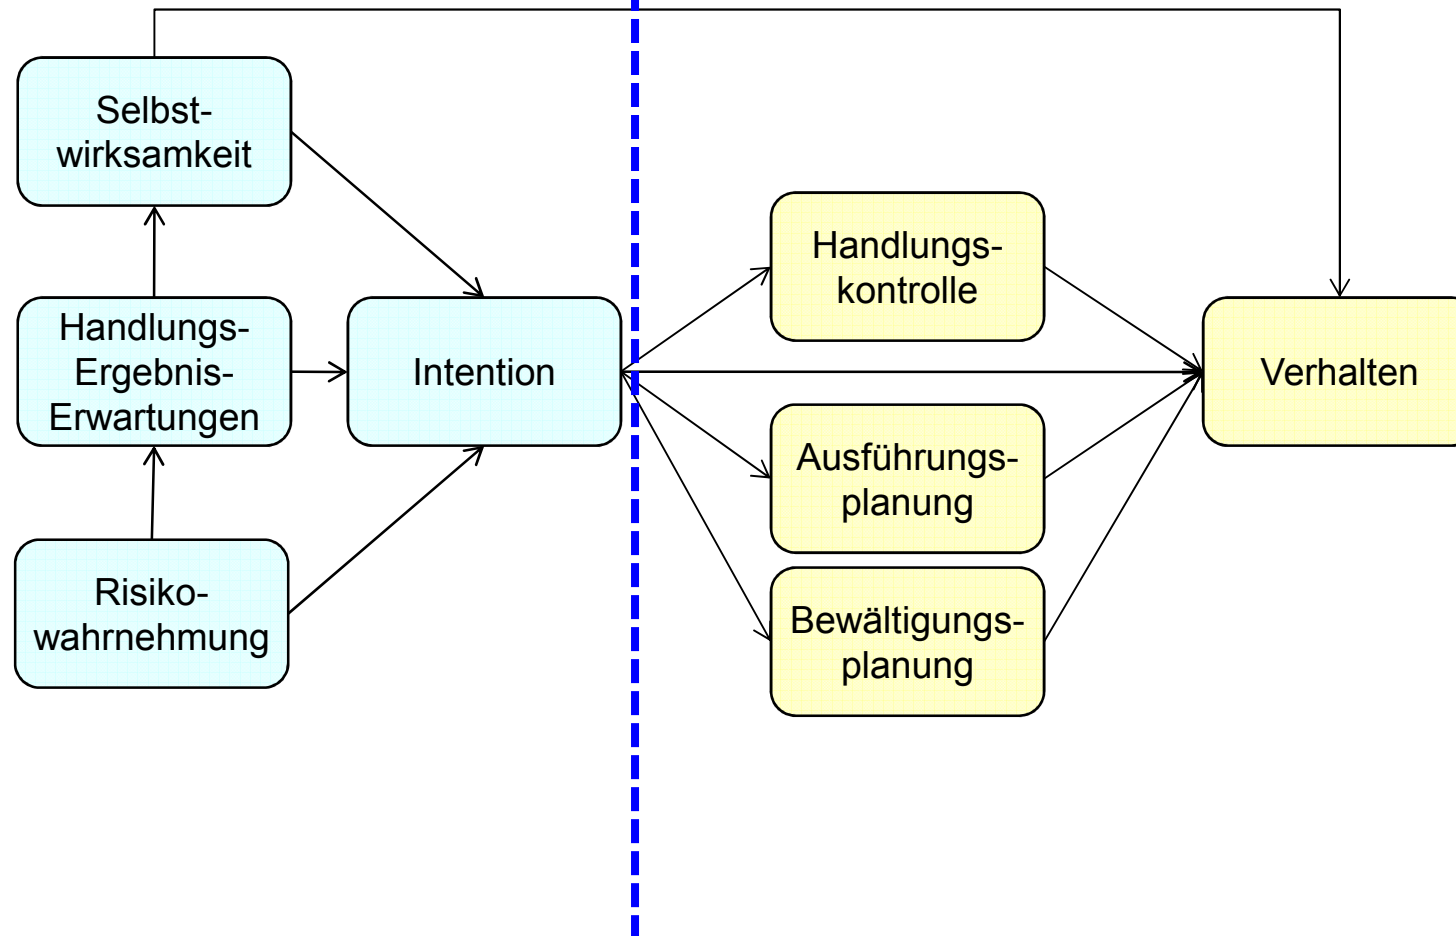 Selbst-
wirksamkeit
Handlungs-
Ergebnis-
Erwartungen
Risiko-
wahrnehmung
Intention
Handlungs-
kontrolle
Ausführungs-
planung
Bewältigungs-
planung
Verhalten